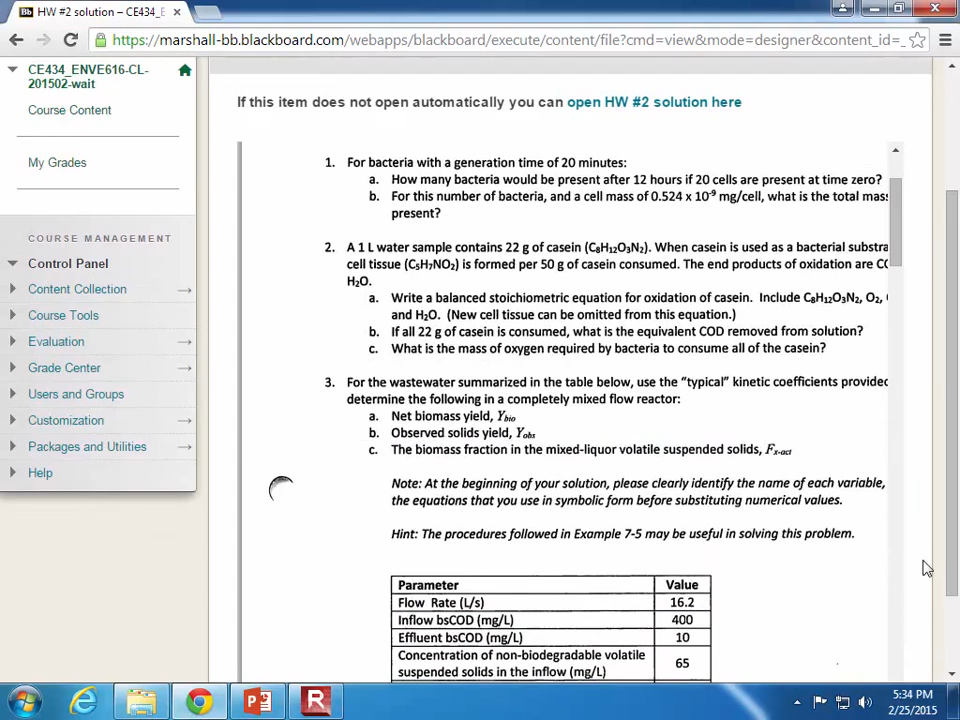 HW #2 solution – CE434_E
https://marshall-bb.blackboard.com/webapps/blackboard/execute/content/file?cmd=view&mode=designer&content_id=_
CE434_ENVE616-CL-
201502-wait
Course Content
My Grades
COURSE MANAGEMENT
Control Panel
Content Collection
Course Tools
Evaluation
Grade Center
Users and Groups
Customization
Packages and Utilities
Help
If this item does not open automatically you can open HW #2 solution here
1. For bacteria with a generation time of 20 minutes:
a. How many bacteria would be present after 12 hours if 20 cells are present at time zero?
b. For this number of bacteria, and a cell mass of 0.524 x 10⁻⁹ mg/cell, what is the total mass
present?
2. A 1 L water sample contains 22 g of casein (C₈H₁₂O₃N₂). When casein is used as a bacterial substra
cell tissue (C₅H₇NO₂) is formed per 50 g of casein consumed. The end products of oxidation are CO
H₂O.
a. Write a balanced stoichiometric equation for oxidation of casein. Include C₈H₁₂O₃N₂, O₂,
and H₂O. (New cell tissue can be omitted from this equation.)
b. If all 22 g of casein is consumed, what is the equivalent COD removed from solution?
c. What is the mass of oxygen required by bacteria to consume all of the casein?
3. For the wastewater summarized in the table below, use the “typical” kinetic coefficients provided
determine the following in a completely mixed flow reactor:
a. Net biomass yield, Y_bio
b. Observed solids yield, Y_obs
c. The biomass fraction in the mixed-liquor volatile suspended solids, F_x-act
Note: At the beginning of your solution, please clearly identify the name of each variable,
the equations that you use in symbolic form before substituting numerical values.
Hint: The procedures followed in Example 7-5 may be useful in solving this problem.
Parameter Value
Flow Rate (L/s) 16.2
Inflow bsCOD (mg/L) 400
Effluent bsCOD (mg/L) 10
Concentration of non-biodegradable volatile
suspended solids in the inflow (mg/L) 65
5:34 PM
2/25/2015